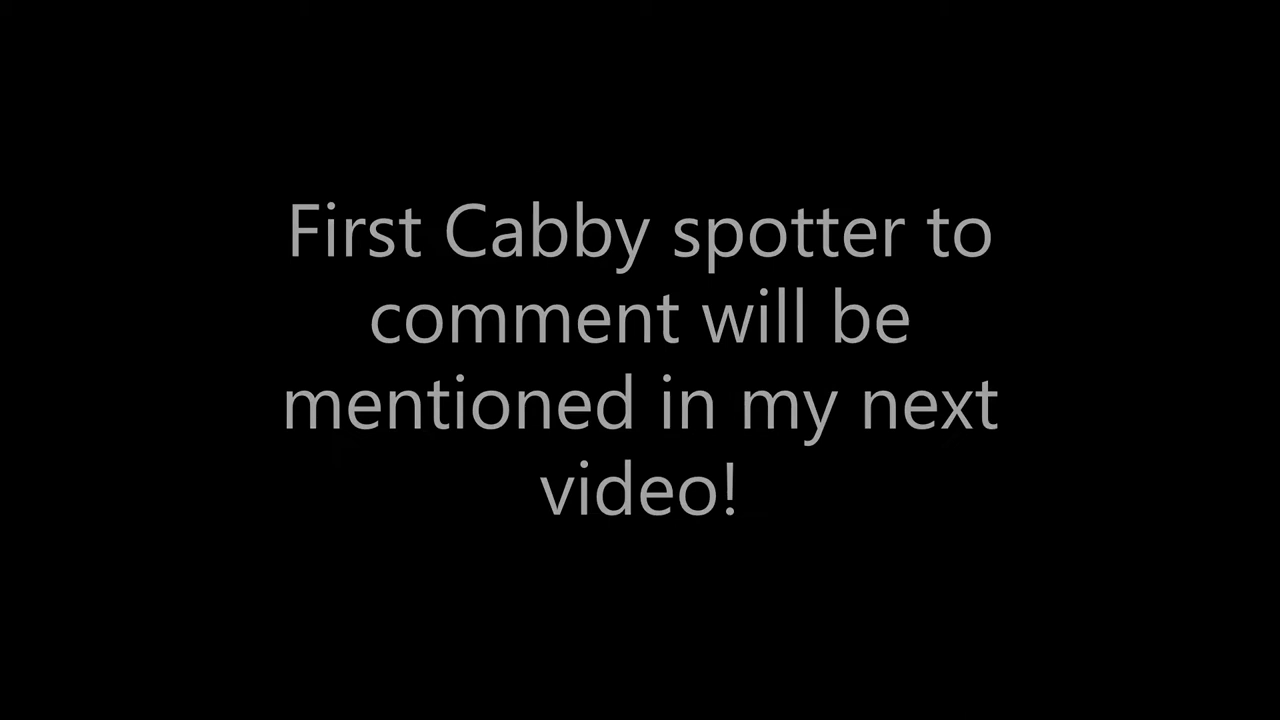 First Cabby spotter to
comment will be
mentioned in my next
video!